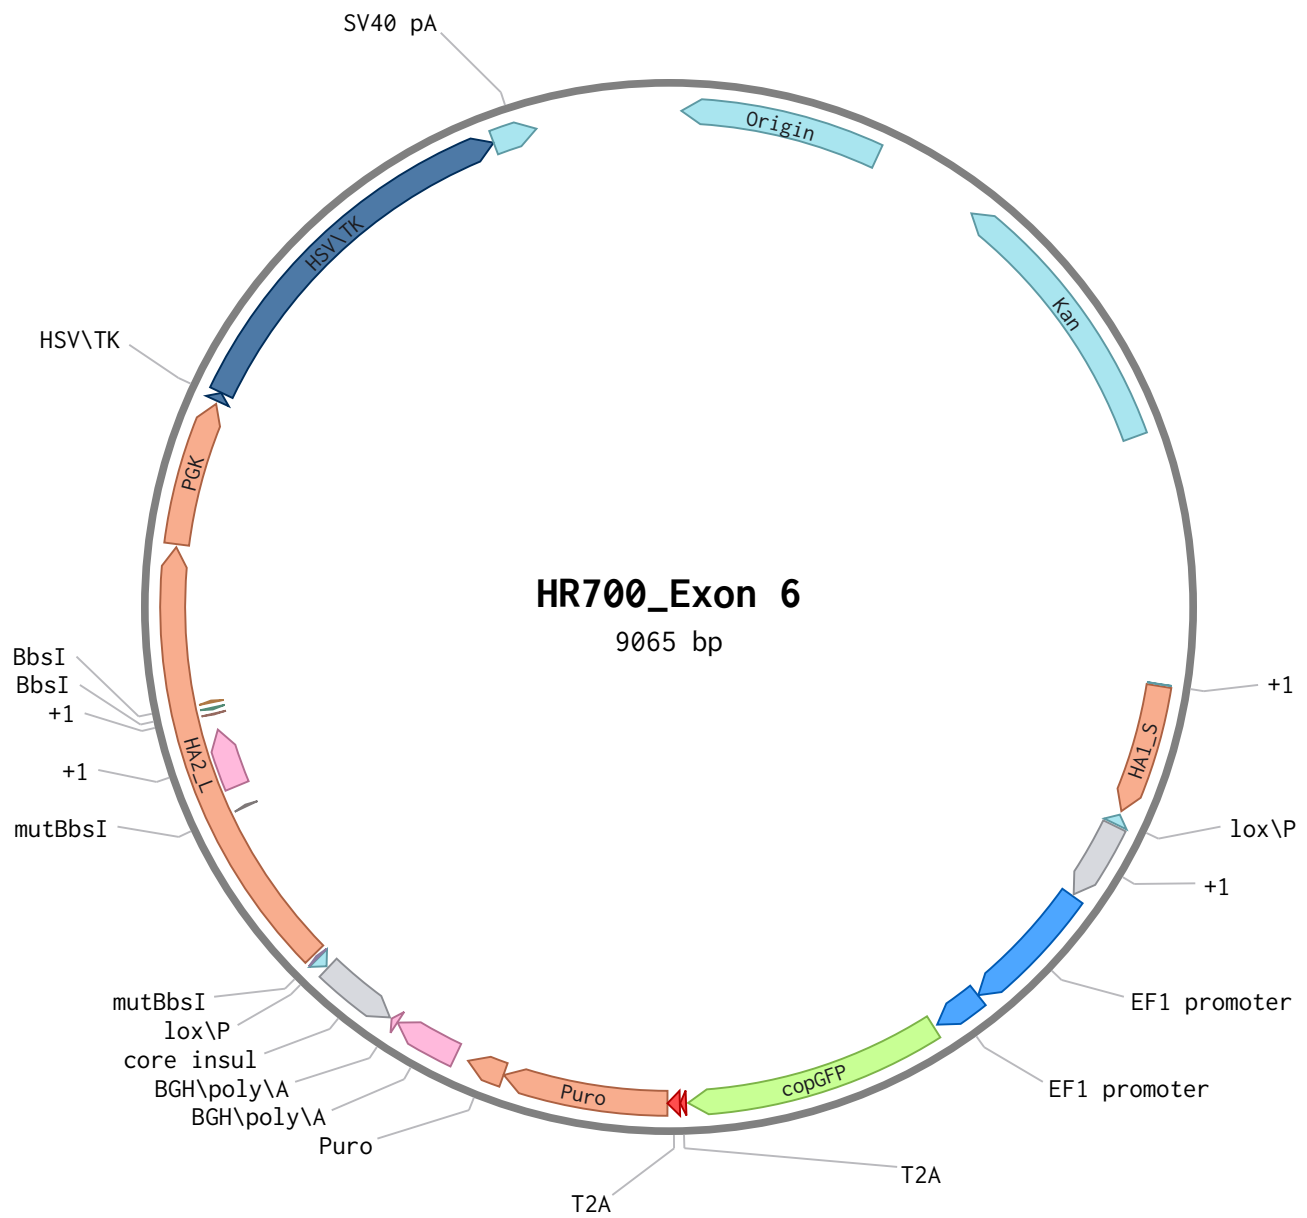 SV40 pA
Origin
HSV\TK
Kan
HSV\TK
PGK
HR700_Exon 6
9065 bp
BbsI
BbsI
+1
+1
mutBbsI
HA2_L
+1
HA1_S
lox\P
+1
mutBbsI
lox\P
core insul
BGH\poly\A
BGH\poly\A
Puro
EF1 promoter
EF1 promoter
copGFP
Puro
T2A
T2A